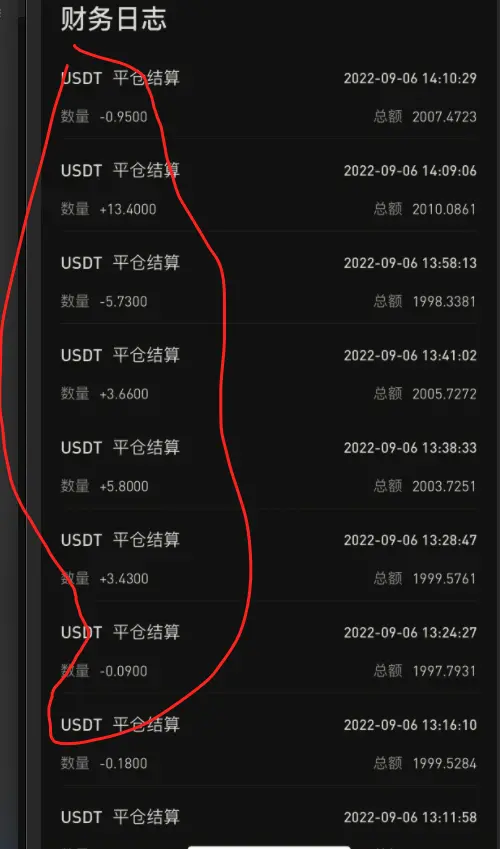 财务日志
USDT 平仓结算 2022-09-06 14:10:29
数量 -0.9500 总额 2007.4723
USDT 平仓结算 2022-09-06 14:09:06
数量 +13.4000 总额 2010.0861
USDT 平仓结算 2022-09-06 13:58:13
数量 -5.7300 总额 1998.3381
USDT 平仓结算 2022-09-06 13:41:02
数量 +3.6600 总额 2005.7272
USDT 平仓结算 2022-09-06 13:38:33
数量 +5.8000 总额 2003.7251
USDT 平仓结算 2022-09-06 13:28:47
数量 +3.4300 总额 1999.5761
USDT 平仓结算 2022-09-06 13:24:27
数量 -0.0900 总额 1997.7931
USDT 平仓结算 2022-09-06 13:16:10
数量 -0.1800 总额 1999.5284
USDT 平仓结算 2022-09-06 13:11:58